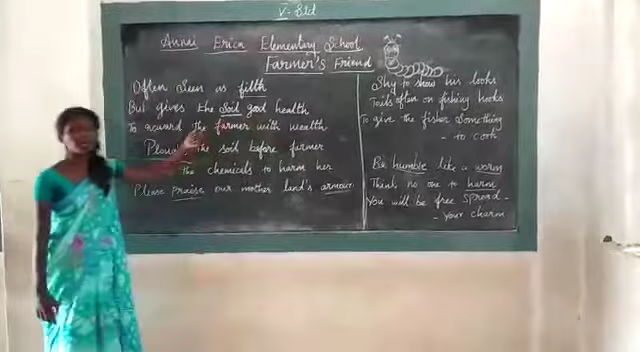 V - Std
Annai Erica Elementary School
Farmer's Friend
Often seen as filth
But gives the soil good health
To award the farmer with wealth
Plough the soil before farmer
the chemicals to harm her
Please praise our mother land's armour
Shy to show his looks
Toils often on fishing hooks
To give the fisher something
- to cook
Be humble like a worm
Think no one to harm
You will be free spread -
- your charm